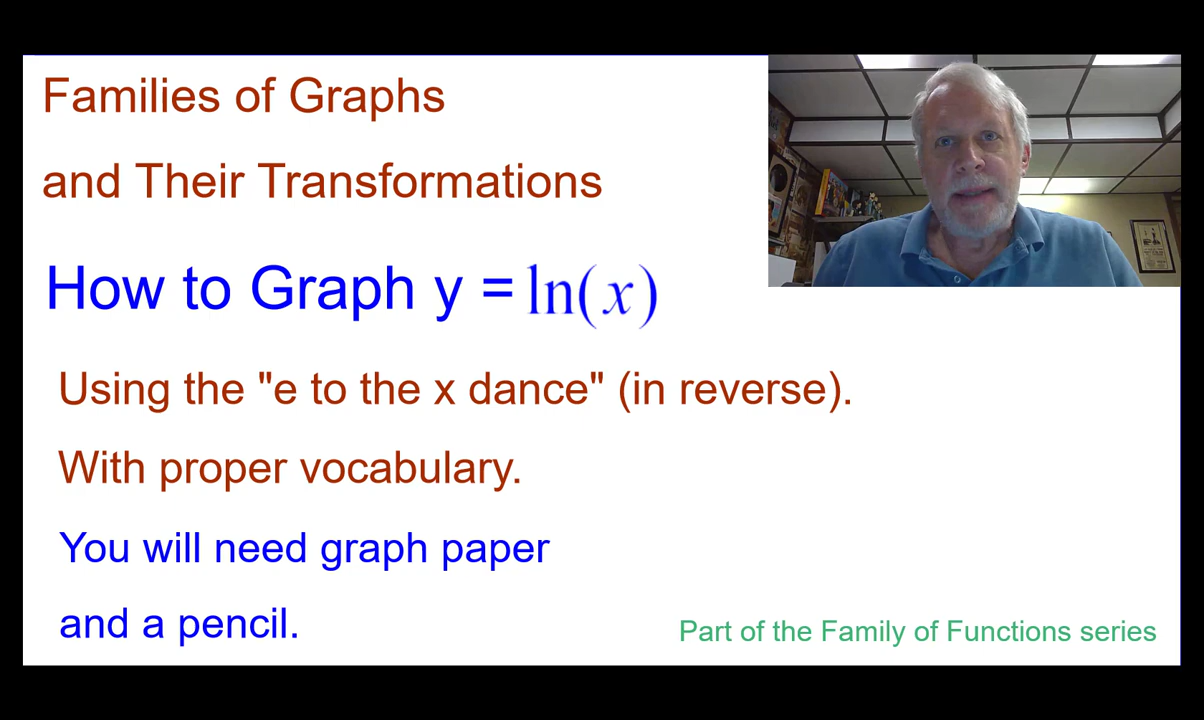 Families of Graphs
and Their Transformations
How to Graph y = ln(x)
Using the "e to the x dance" (in reverse).
With proper vocabulary.
You will need graph paper
and a pencil.
Part of the Family of Functions series